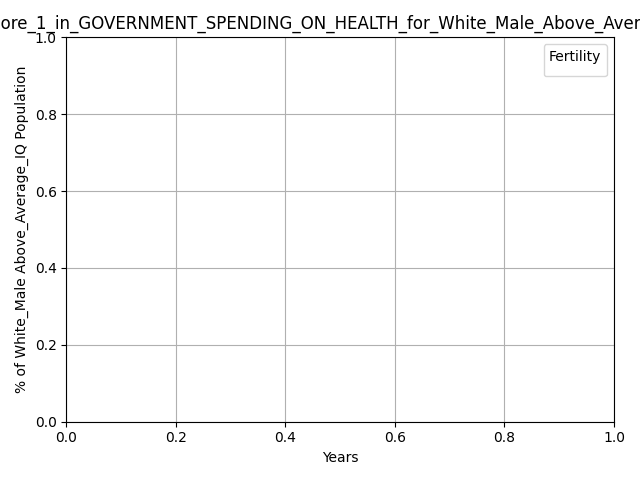 ore_1_in_GOVERNMENT_SPENDING_ON_HEALTH_for_White_Male_Above_Aver
Fertility
% of White_Male Above_Average_IQ Population
1.0
0.8
0.6
0.4
0.2
0.0
0.0 0.2 0.4 0.6 0.8 1.0
Years